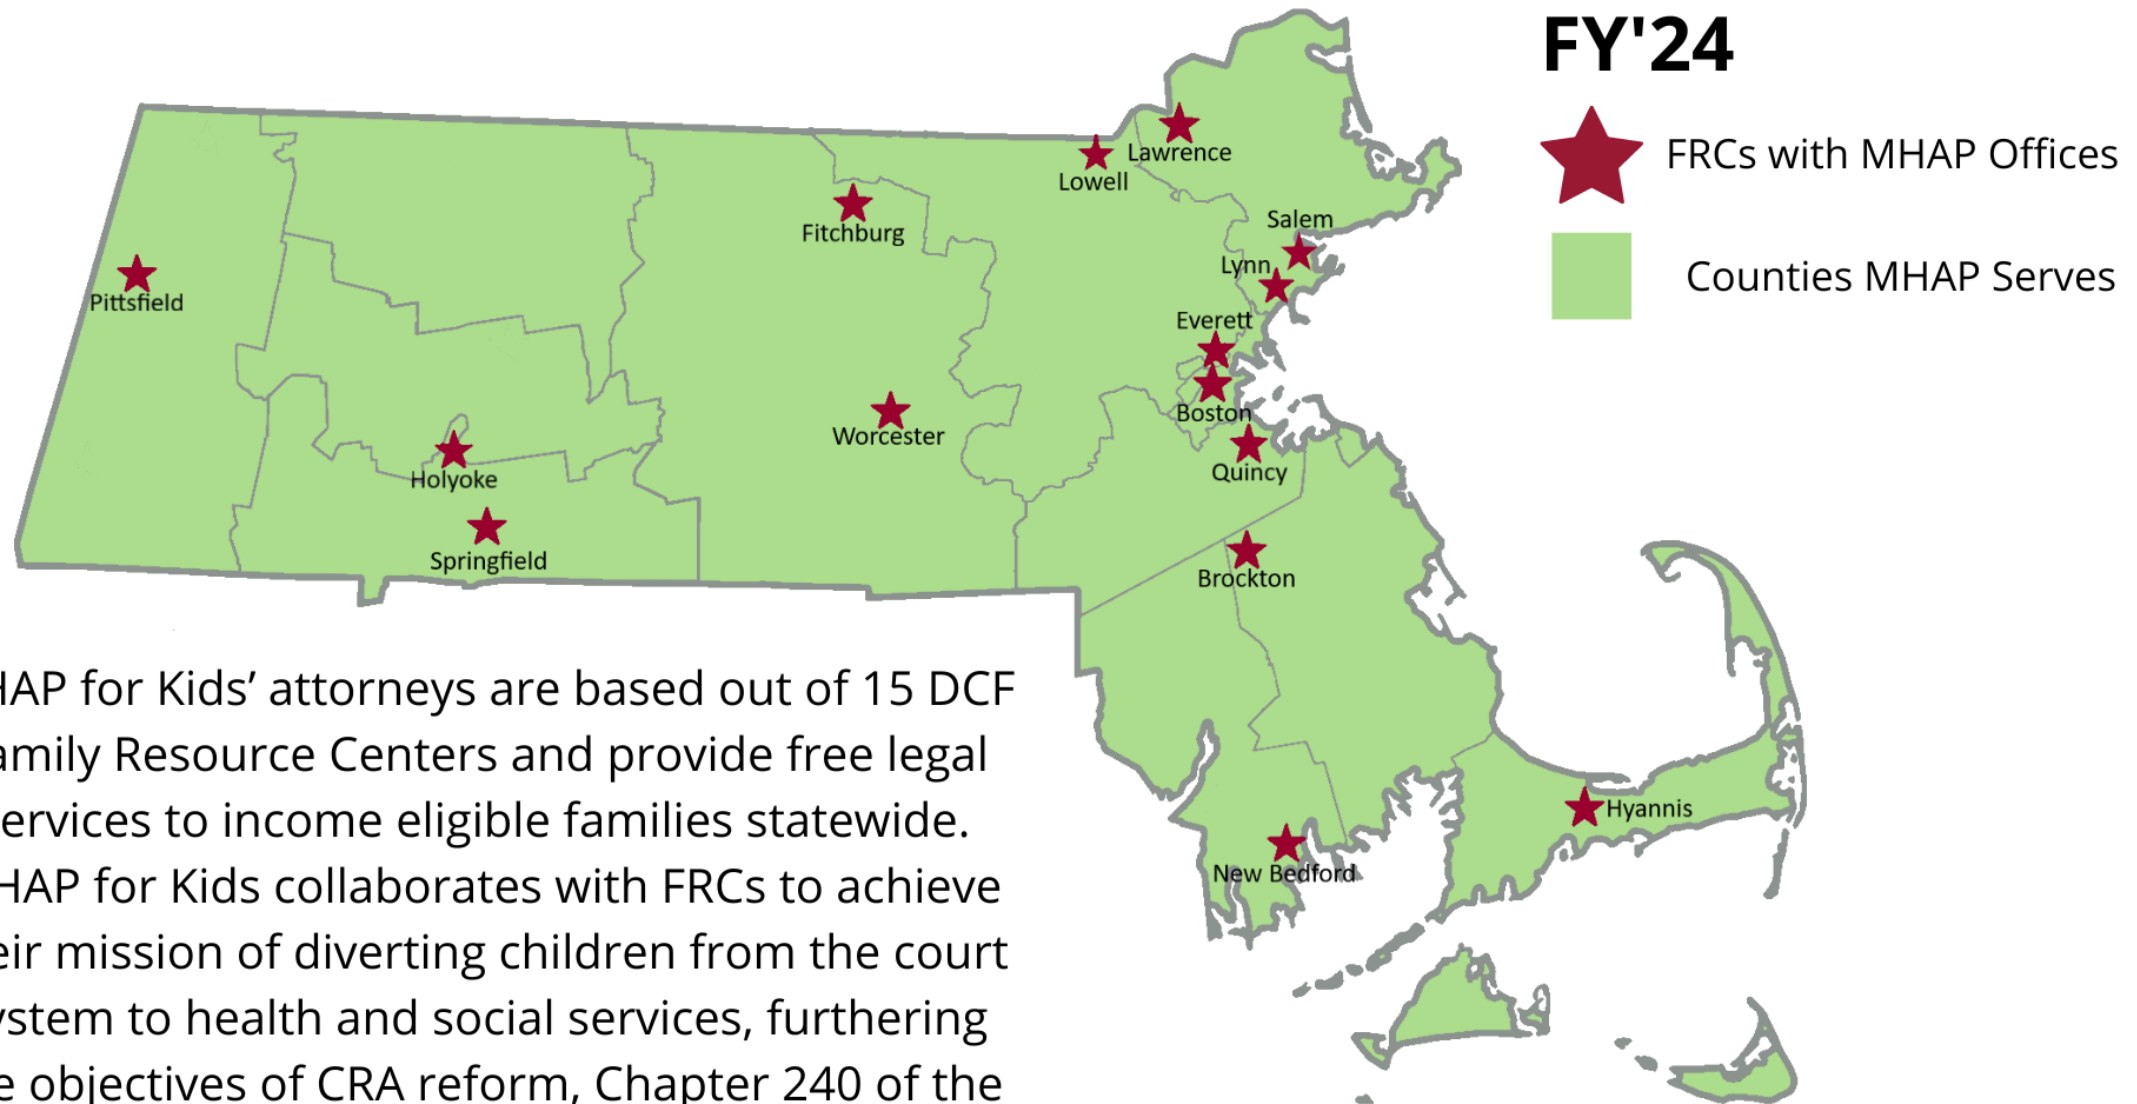 FY'24
FRCs with MHAP Offices
Counties MHAP Serves
Lawrence
Lowell
Salem
Fitchburg
Lynn
Pittsfield
Everett
Boston
Worcester
Quincy
Holyoke
Springfield
Brockton
Hyannis
New Bedford
HAP for Kids’ attorneys are based out of 15 DCF
amily Resource Centers and provide free legal
ervices to income eligible families statewide.
HAP for Kids collaborates with FRCs to achieve
eir mission of diverting children from the court
ystem to health and social services, furthering
e objectives of CRA reform, Chapter 240 of the